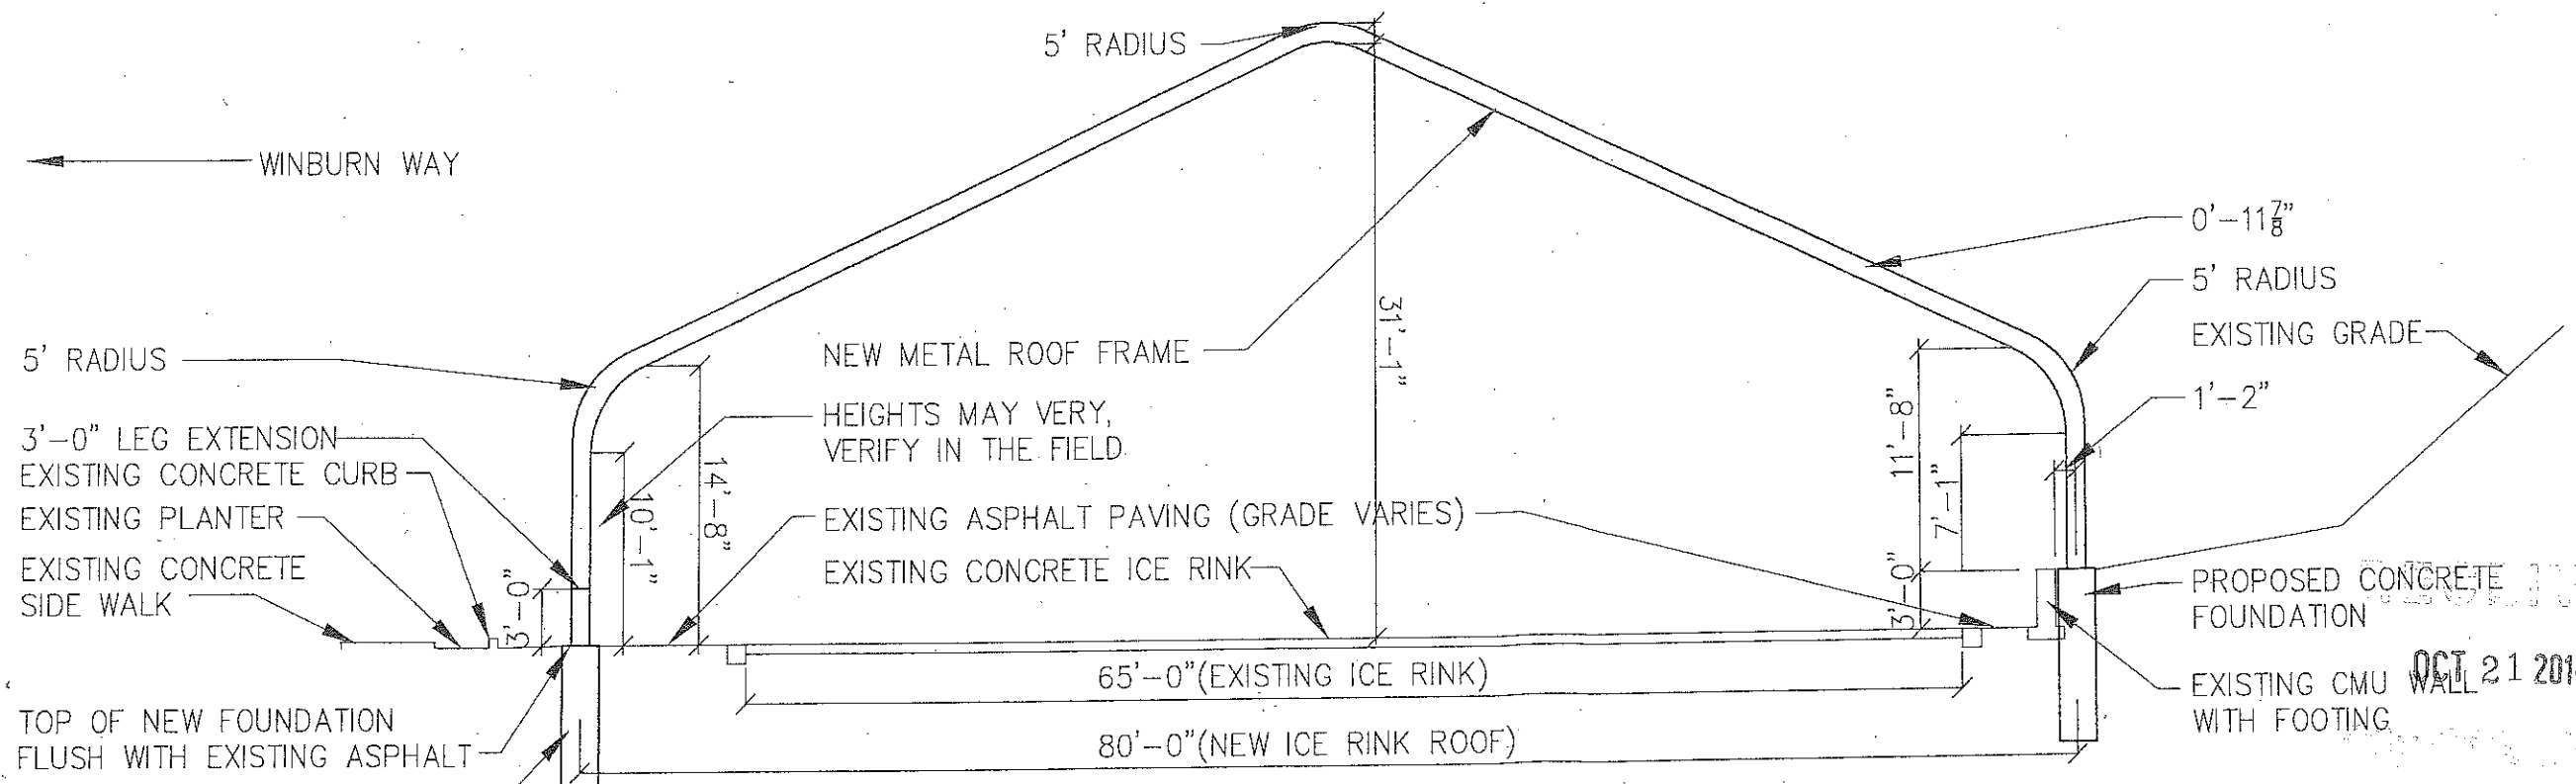 5' RADIUS
WINBURN WAY
0'-11 7/8"
5' RADIUS
EXISTING GRADE
1'-2"
5' RADIUS
NEW METAL ROOF FRAME
31'-1"
HEIGHTS MAY VERY,
VERIFY IN THE FIELD.
3'-0" LEG EXTENSION
EXISTING CONCRETE CURB
EXISTING PLANTER
EXISTING CONCRETE
SIDE WALK
3'-0"
10'-1"
14'-8"
11'-8"
7'-1"
3'-0"
EXISTING ASPHALT PAVING (GRADE VARIES)
EXISTING CONCRETE ICE RINK
65'-0"(EXISTING ICE RINK)
80'-0"(NEW ICE RINK ROOF)
TOP OF NEW FOUNDATION
FLUSH WITH EXISTING ASPHALT
PROPOSED CONCRETE
FOUNDATION
EXISTING CMU WALL
WITH FOOTING
OCT 21 201